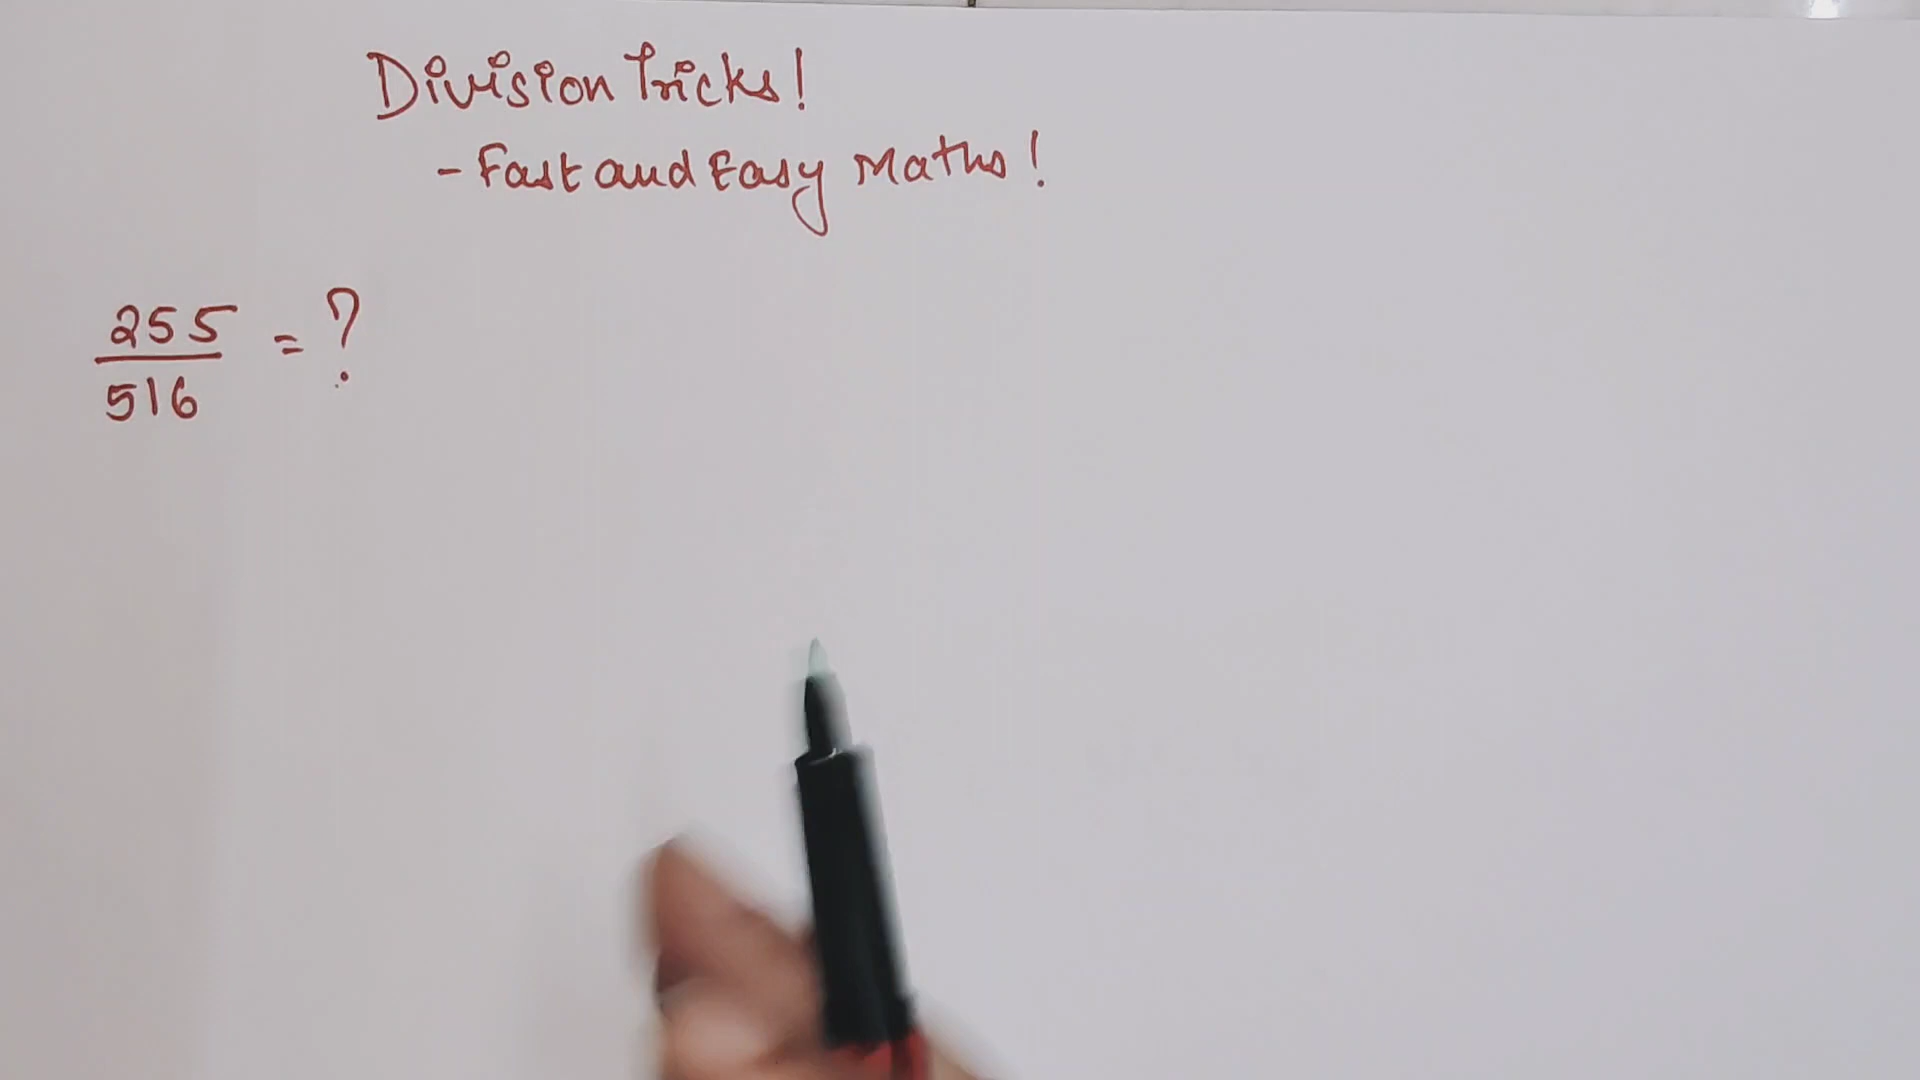 Division Tricks!
- Fast and Easy Maths!
255
516
= ?